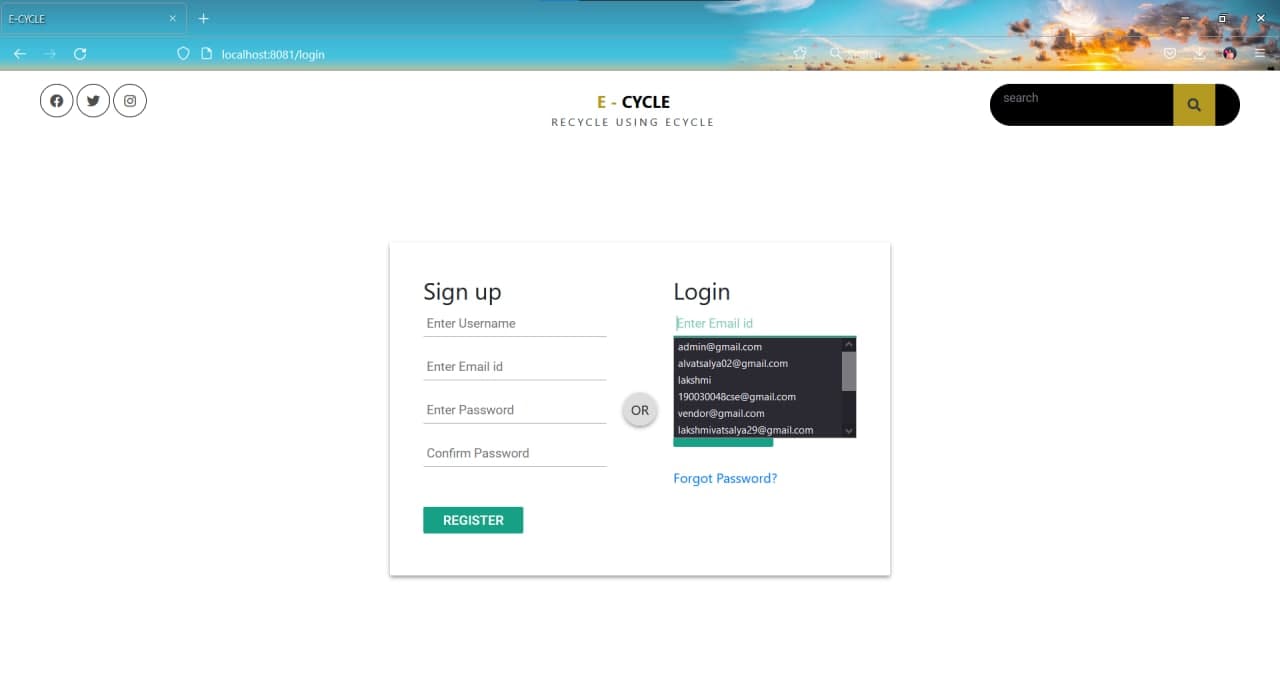 E-CYCLE
localhost:8081/login
Search
E - CYCLE
RECYCLE USING ECYCLE
search
Sign up
Enter Username
Enter Email id
Enter Password
Confirm Password
REGISTER
OR
Login
Enter Email id
admin@gmail.com
alvatsalya02@gmail.com
lakshmi
190030048cse@gmail.com
vendor@gmail.com
lakshmivatsalya29@gmail.com
Forgot Password?